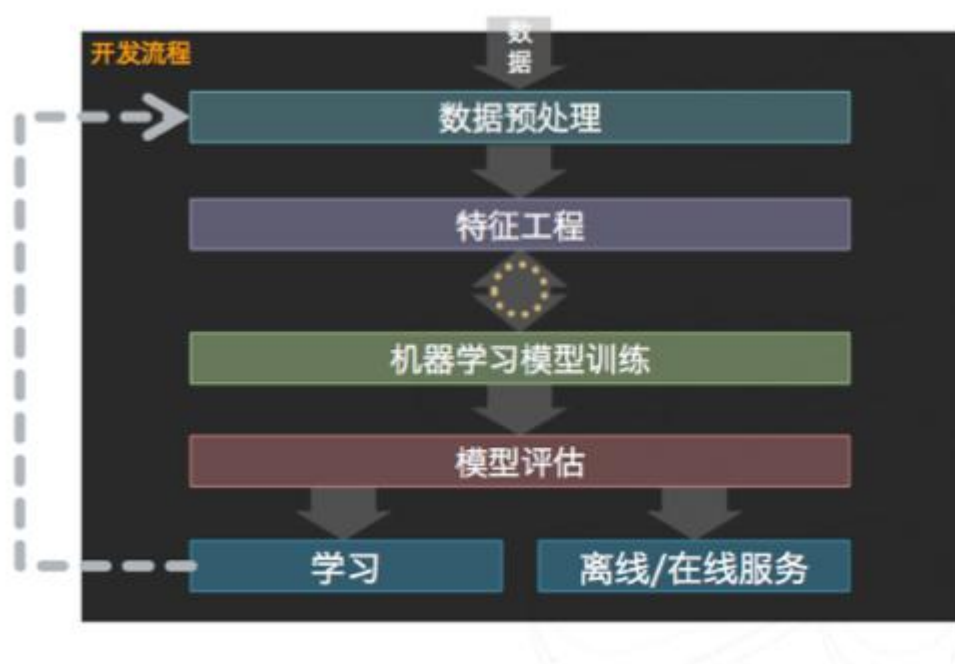 开发流程
数
据
数据预处理
特征工程
机器学习模型训练
模型评估
学习
离线/在线服务